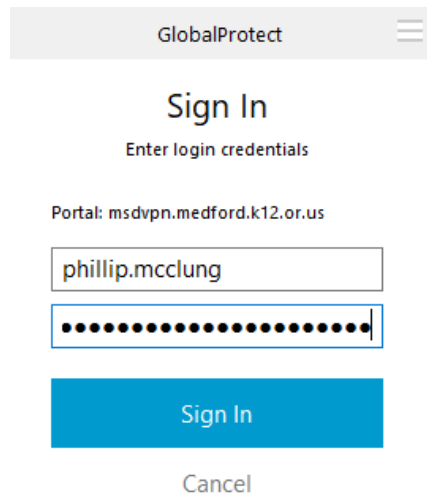 GlobalProtect
Sign In
Enter login credentials
Portal: msdvpn.medford.k12.or.us
phillip.mcclung
••••••••••••••••••••••
Sign In
Cancel